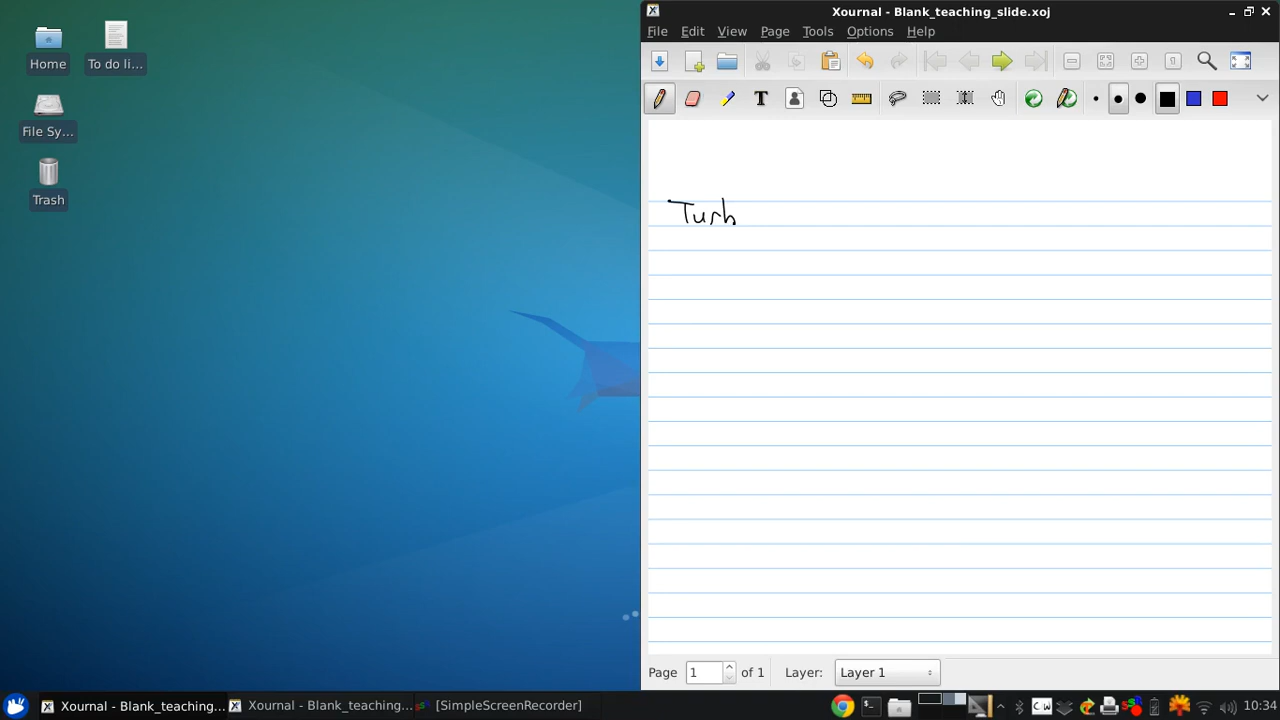 Xournal - Blank_teaching_slide.xoj
File Edit View Page Tools Options Help
Home
To do li...
File Sy...
Trash
T
Turb
Page 1 of 1 Layer: Layer 1
Xournal - Blank_teaching... Xournal - Blank_teaching... [SimpleScreenRecorder] 10:34